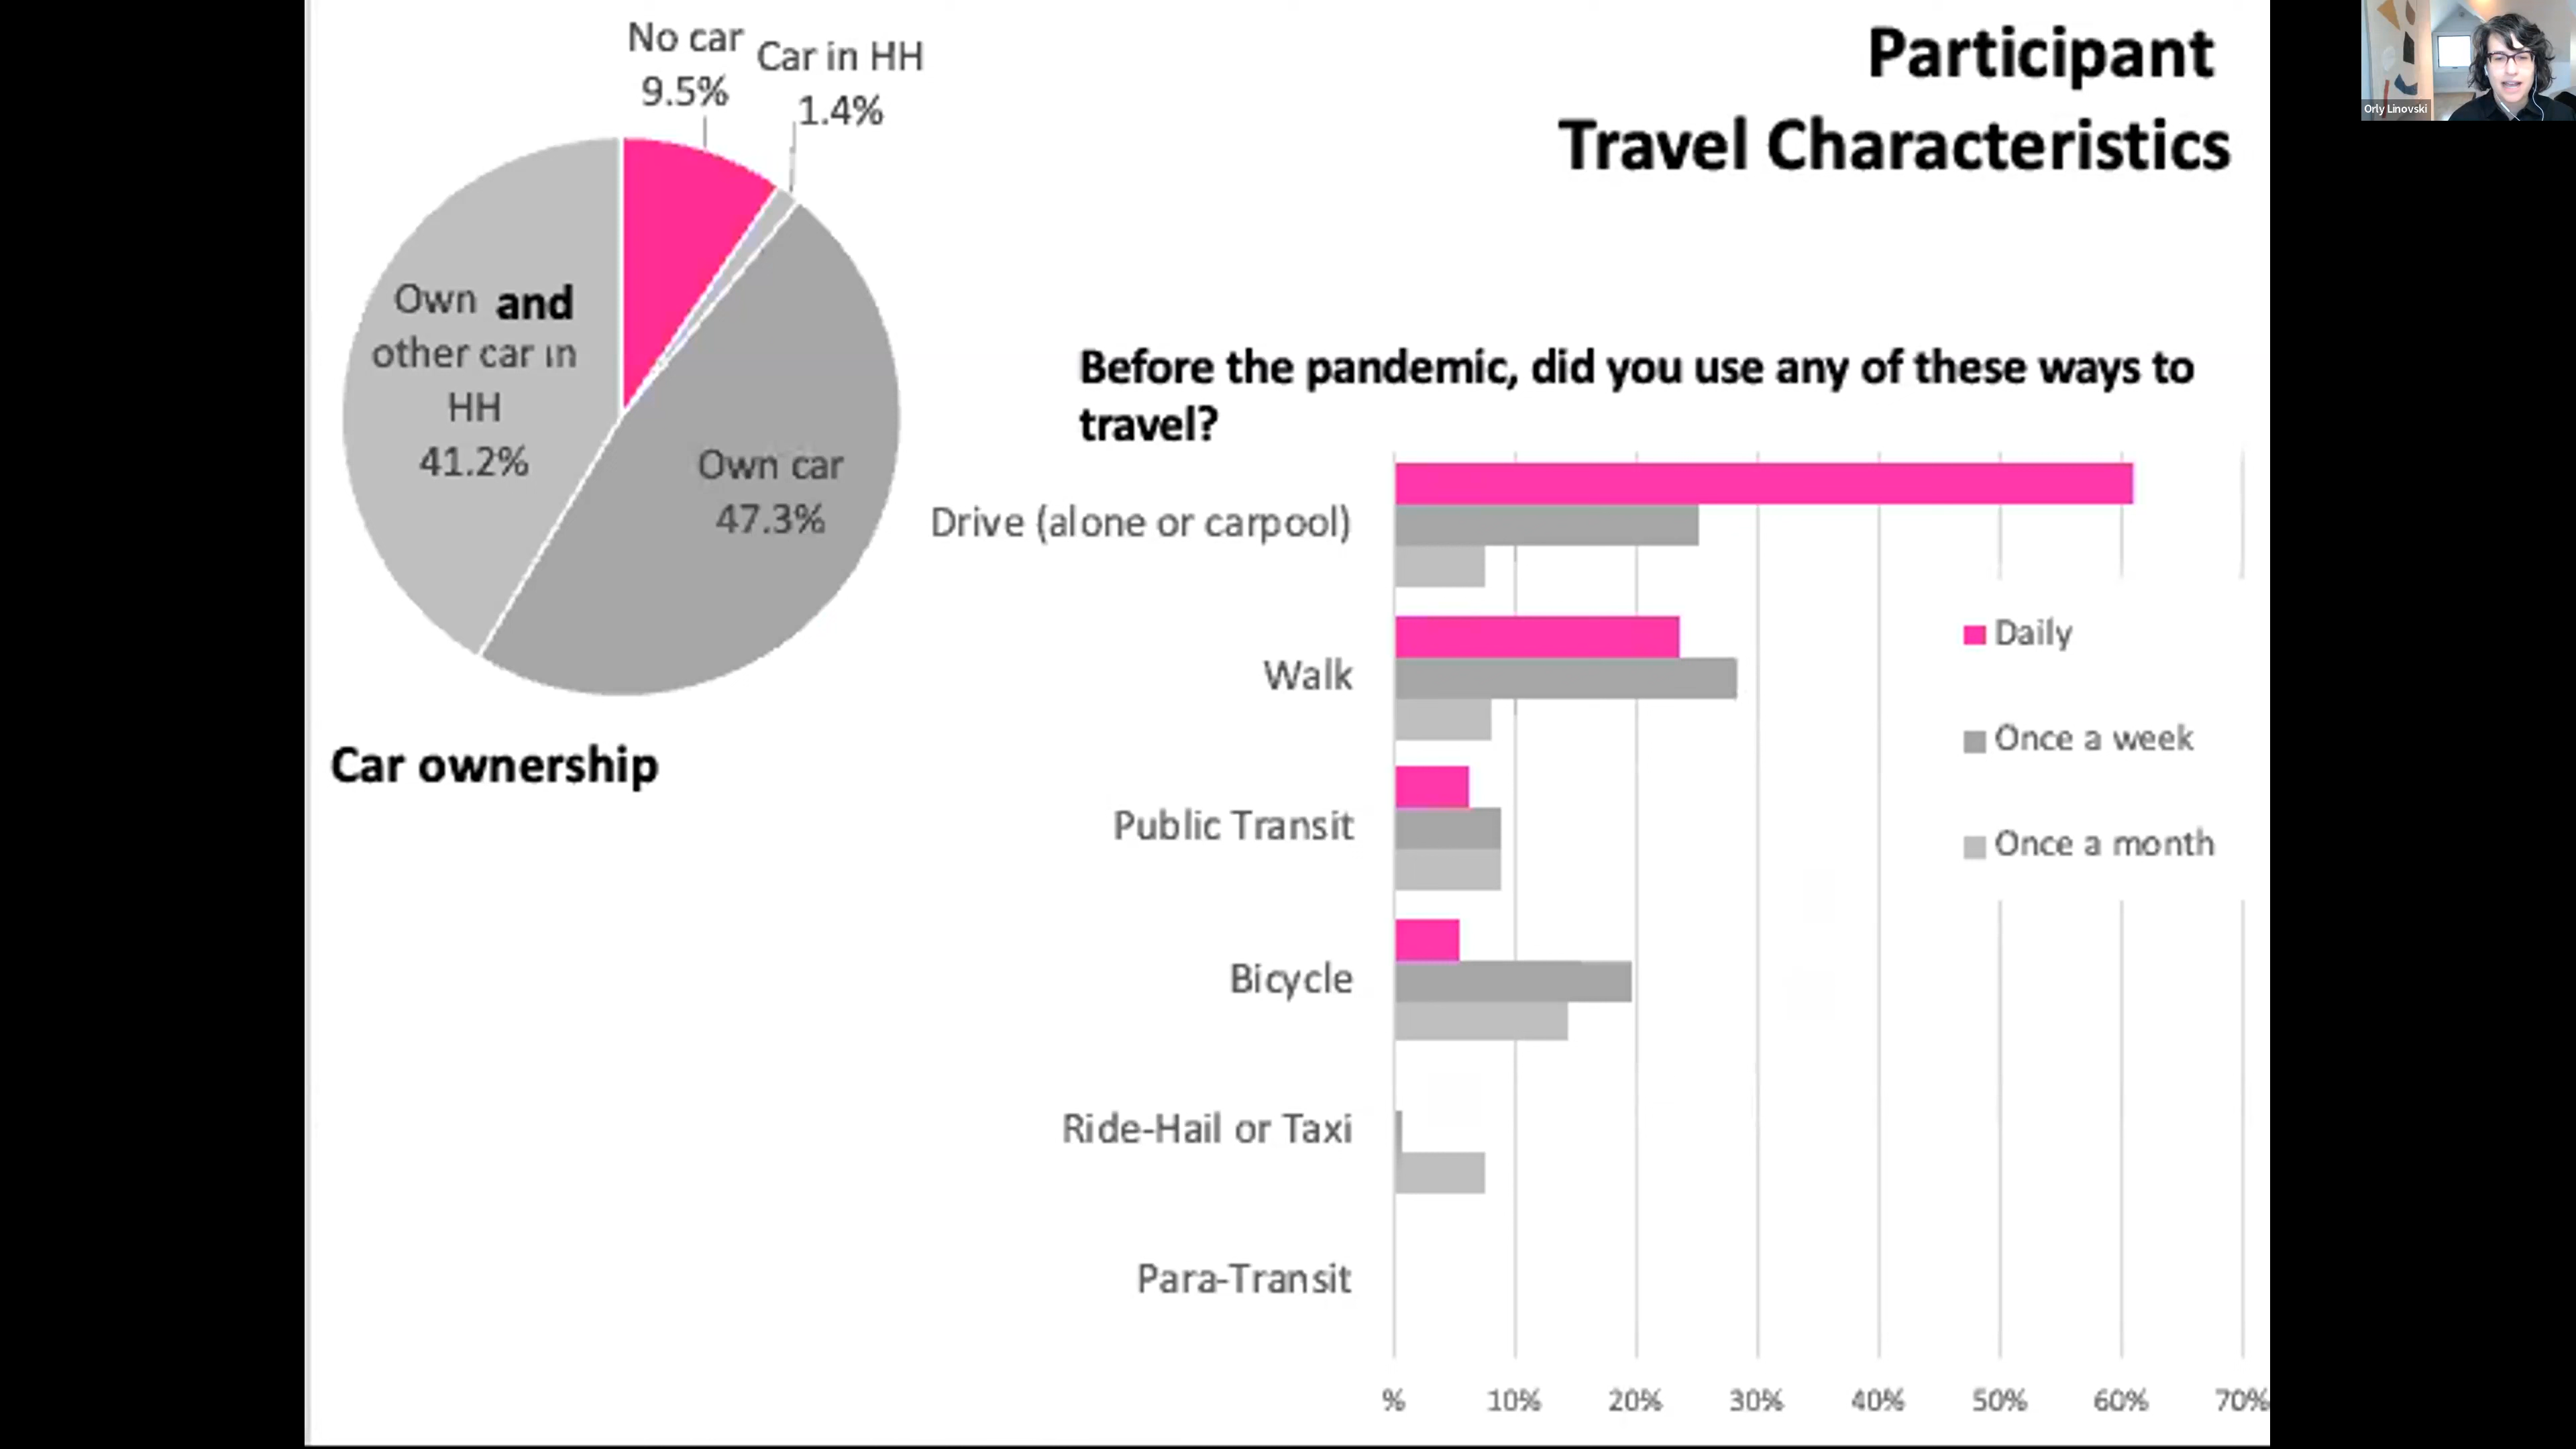 Participant
Travel Characteristics
Orly Linovski
No car
9.5%
Car in HH
1.4%
Own and
other car in
HH
41.2%
Own car
47.3%
Car ownership
Before the pandemic, did you use any of these ways to
travel?
Drive (alone or carpool)
Walk
Public Transit
Bicycle
Ride-Hail or Taxi
Para-Transit
Daily
Once a week
Once a month
% 10% 20% 30% 40% 50% 60% 70%